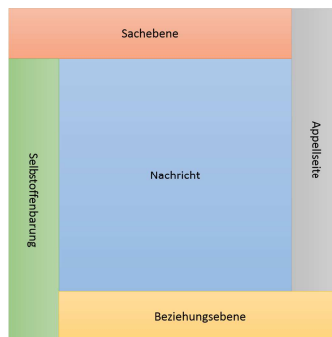 Sachebene
Selbstoffenbarung
Nachricht
Appellseite
Beziehungsebene